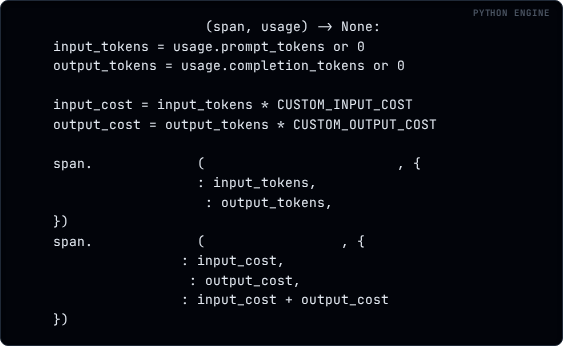 PYTHON ENGINE
(span, usage) -> None:
input_tokens = usage.prompt_tokens or 0
output_tokens = usage.completion_tokens or 0
input_cost = input_tokens * CUSTOM_INPUT_COST
output_cost = output_tokens * CUSTOM_OUTPUT_COST
span. ( , {
: input_tokens,
: output_tokens,
})
span. ( , {
: input_cost,
: output_cost,
: input_cost + output_cost
})